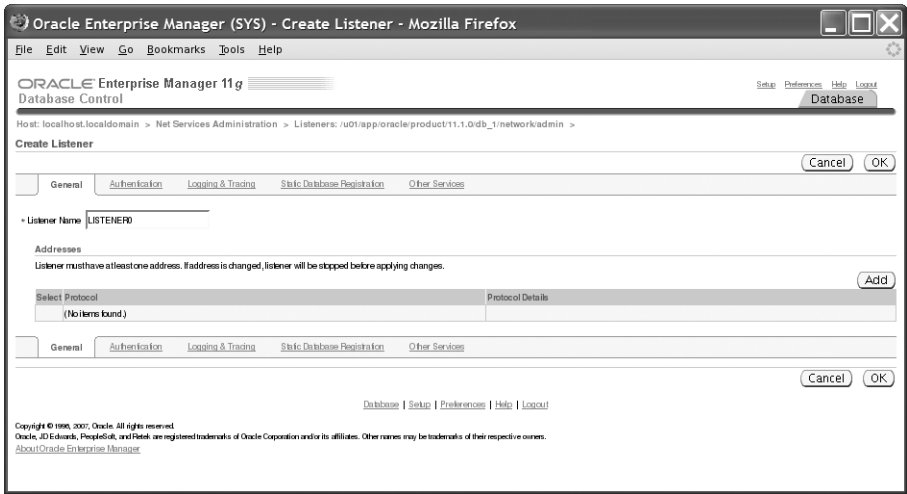 Oracle Enterprise Manager (SYS) - Create Listener - Mozilla Firefox
File Edit View Go Bookmarks Tools Help
ORACLE Enterprise Manager 11g
Setup Preferences Help Logout
Database Control
Database
Host: localhost.localdomain > Net Services Administration > Listeners: /u01/app/oracle/product/11.1.0/db_1/network/admin >
Create Listener
Cancel OK
General Authentication Logging & Tracing Static Database Registration Other Services
* Listener Name LISTENER0
Addresses
Listener must have at least one address. If address is changed, listener will be stopped before applying changes.
Add
Select Protocol Protocol Details
(No items found.)
General Authentication Logging & Tracing Static Database Registration Other Services
Cancel OK
Database | Setup | Preferences | Help | Logout
Copyright © 1996, 2007, Oracle. All rights reserved.
Oracle, JD Edwards, PeopleSoft, and Retek are registered trademarks of Oracle Corporation and/or its affiliates. Other names may be trademarks of their respective owners.
About Oracle Enterprise Manager